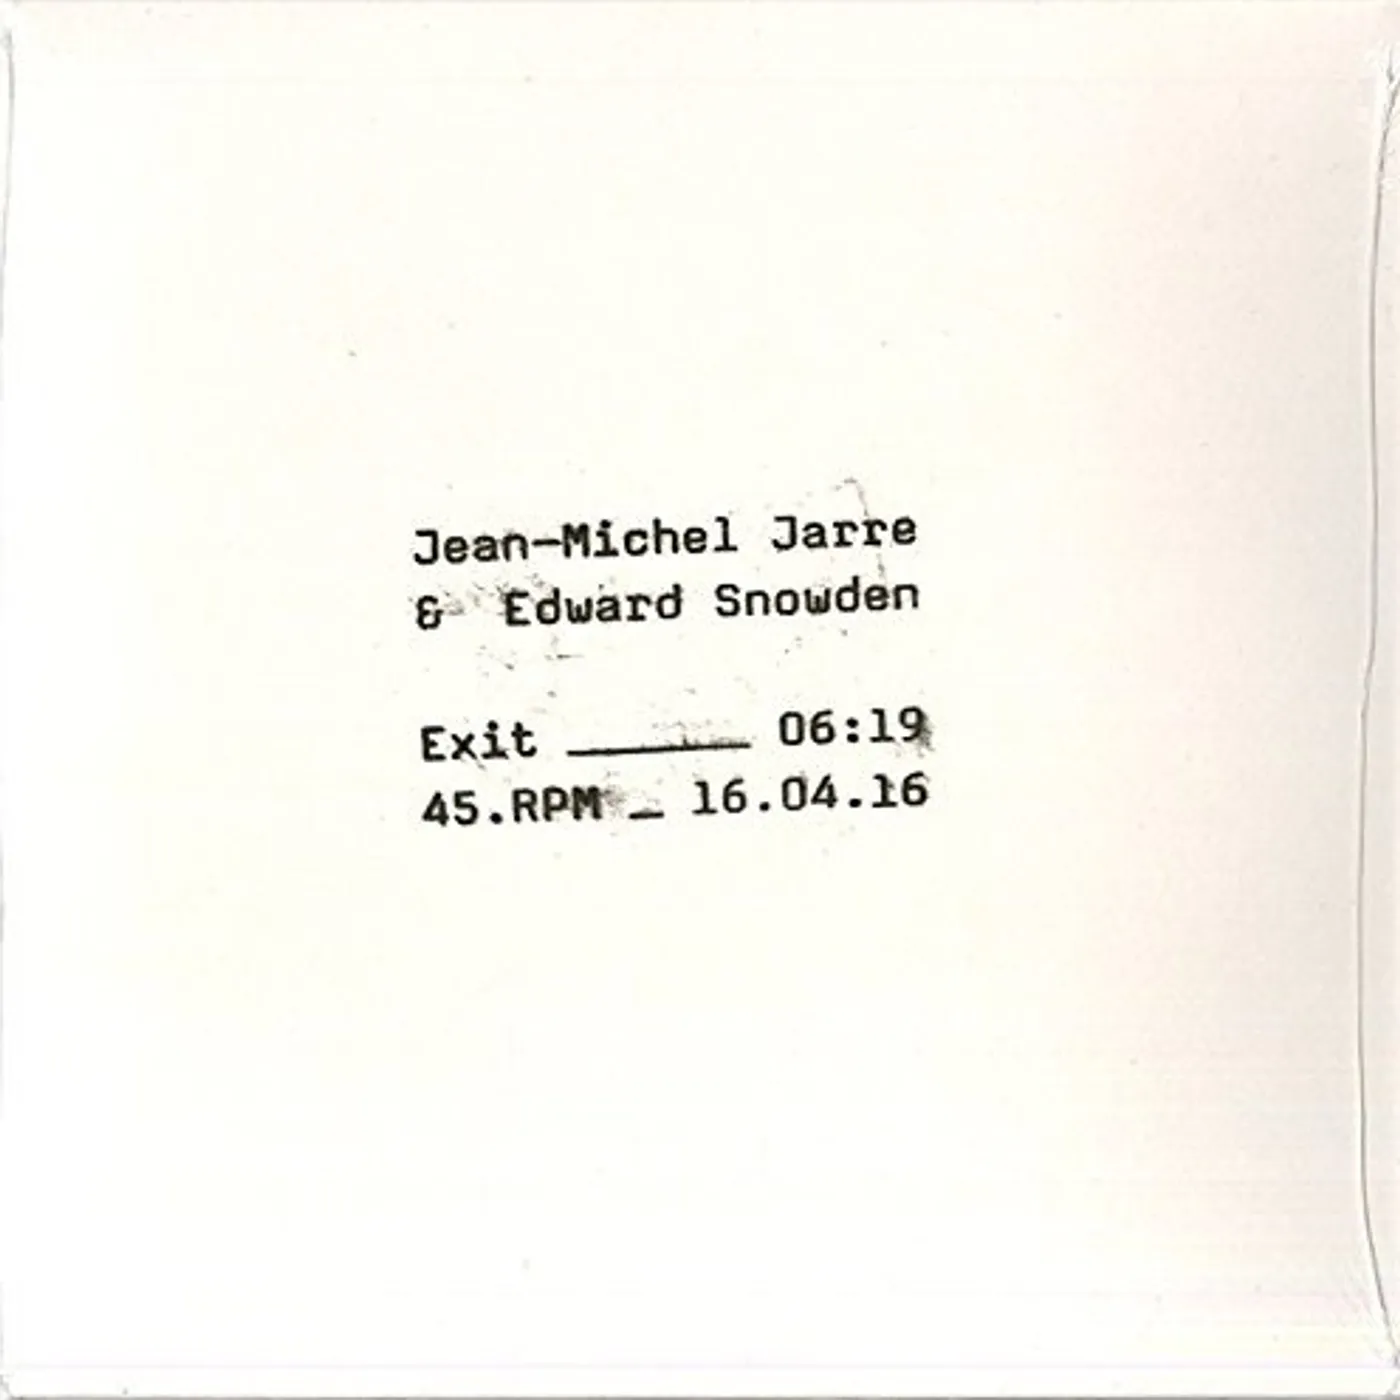 Jean-Michel Jarre
& Edward Snowden
Exit ______ 06:19
45.RPM _ 16.04.16